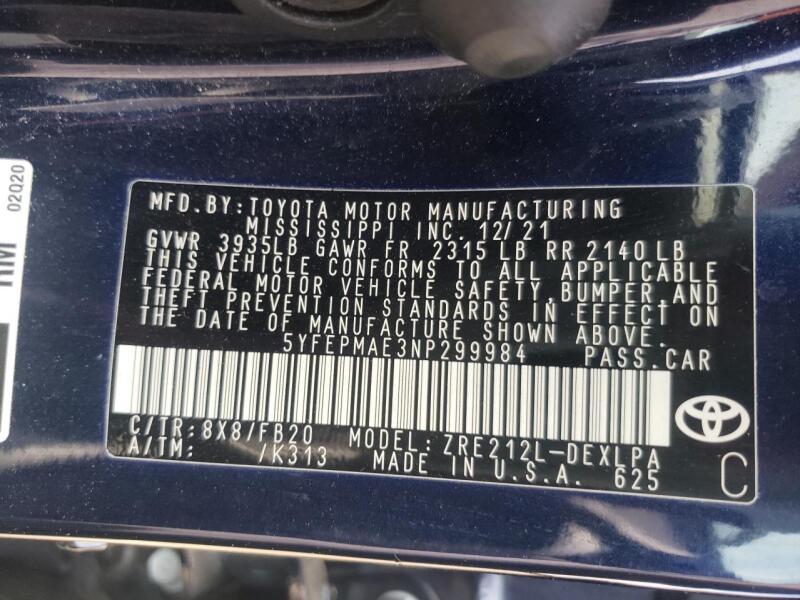 02020
RM
MFD.BY:TOYOTA MOTOR MANUFACTURING
MISSISSIPPI INC. 12/21
GVWR 3935LB GAWR FR 2315 LB RR 2140 LB
THIS VEHICLE CONFORMS TO ALL APPLICABLE
FEDERAL MOTOR VEHICLE SAFETY,BUMPER,AND
THEFT PREVENTION STANDARDS IN EFFECT ON
THE DATE OF MANUFACTURE SHOWN ABOVE.
5YFEPMAE3NP299984 PASS.CAR
C/TR:8X8/FB20 MODEL:ZRE212L-DEXLPA
A/TM: /K313 MADE IN U.S.A. 625
C